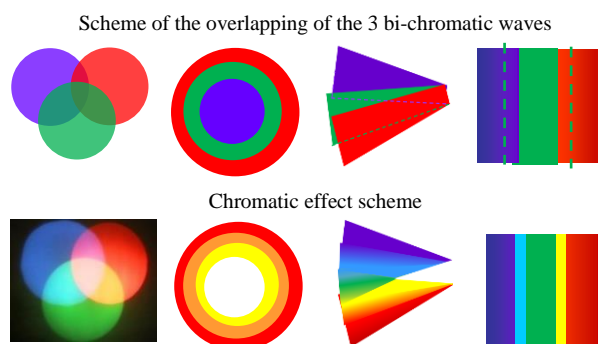 Scheme of the overlapping of the 3 bi-chromatic waves
Chromatic effect scheme